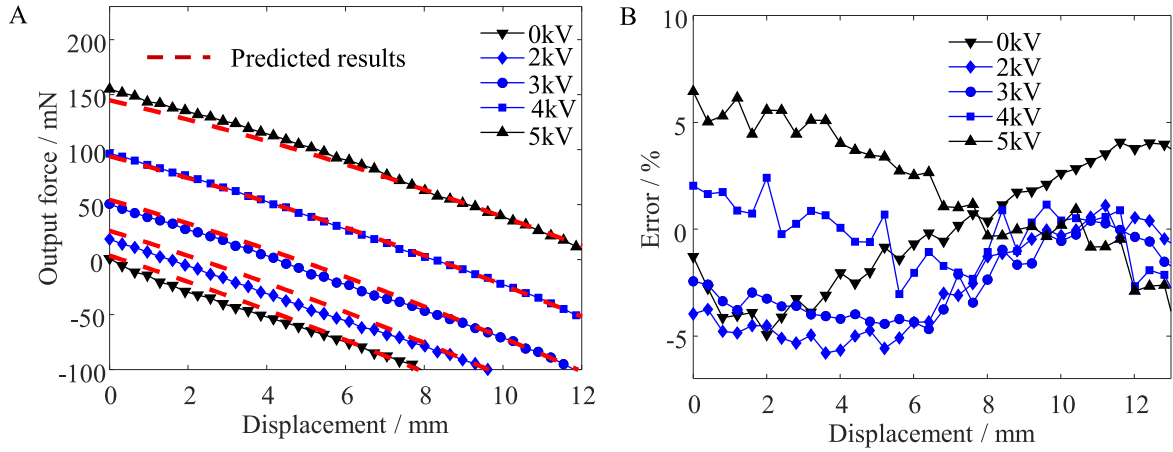 A
Output force / mN
150
100
50
0
-50
-100
0 2 4 6 8 10 12
Displacement / mm
Predicted results
0kV
2kV
3kV
4kV
5kV
B
Error / %
10
5
0
-5
0 2 4 6 8 10 12
Displacement / mm
0kV
2kV
3kV
4kV
5kV